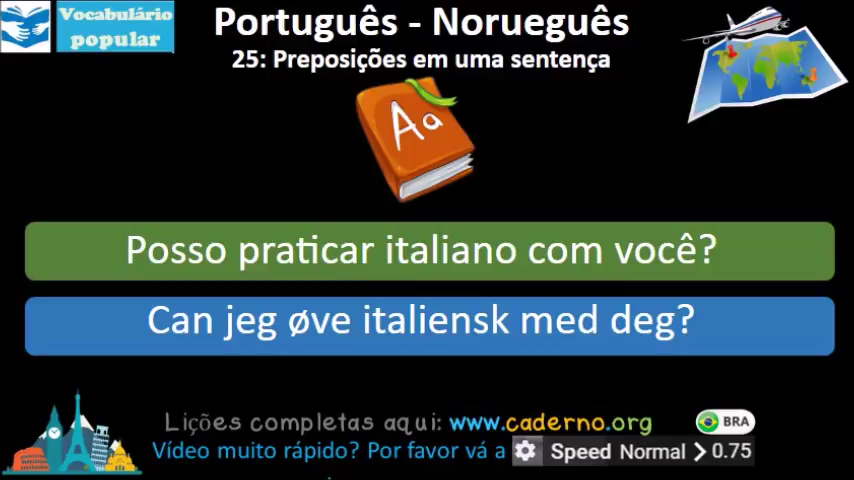 Vocabulário
popular
Português - Norueguês
25: Preposições em uma sentença
Aa
Posso praticar italiano com você?
Can jeg øve italiensk med deg?
Lições completas aqui: www.caderno.org
BRA
Vídeo muito rápido? Por favor vá a Speed Normal > 0.75